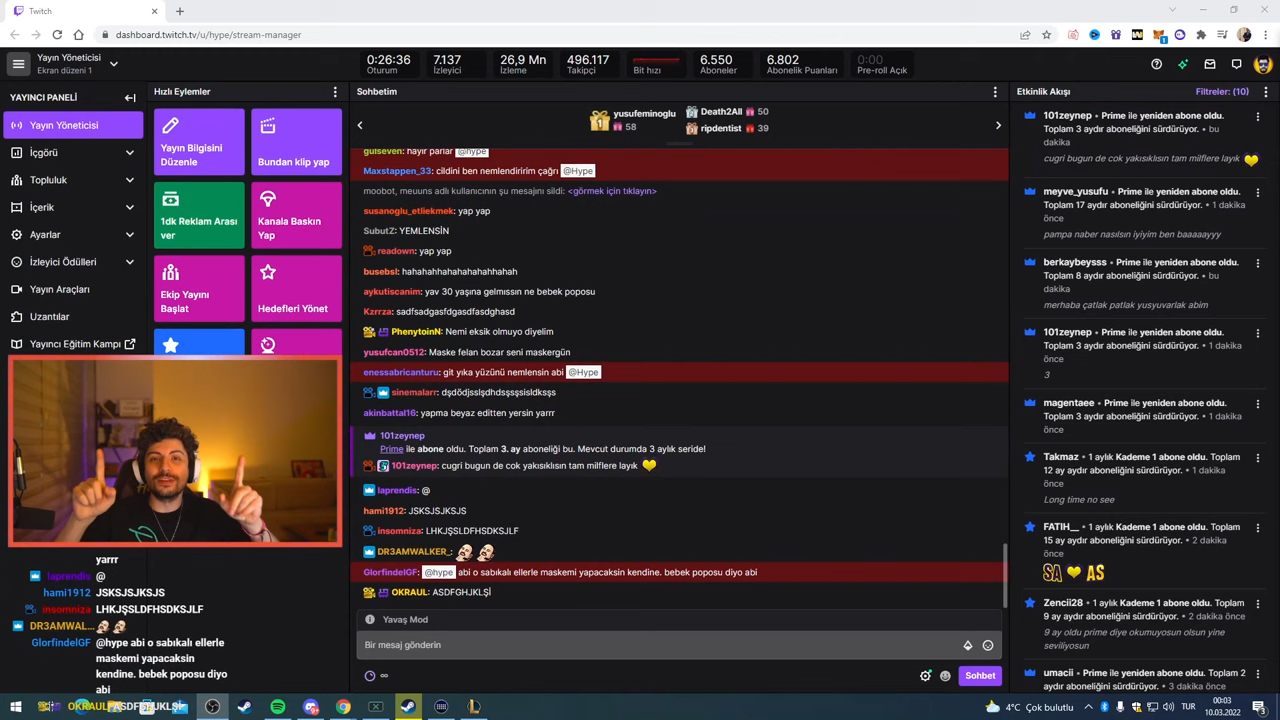 Twitch
dashboard.twitch.tv/u/hype/stream-manager
Yayın Yöneticisi
Ekran düzeni 1
0:26:36
Oturum
7.137
İzleyici
26,9 Mn
İzleme
496.117
Takipçi
Bit hızı
6.550
Aboneler
6.802
Abonelik Puanları
0:00
Pre-roll Açık
YAYINCI PANELİ
Yayın Yöneticisi
İçgörü
Topluluk
İçerik
Ayarlar
İzleyici Ödülleri
Yayın Araçları
Uzantılar
Yayıncı Eğitim Kampı
Hızlı Eylemler
Yayın Bilgisini
Düzenle
Bundan klip yap
1dk Reklam Arası
ver
Kanala Baskın
Yap
Ekip Yayını
Başlat
Hedefleri Yönet
Sohbetim
1
yusufeminoglu
58
Death2All 50
ripdentist 39
gulseven: hayır parlar @hype
Maxstappen_33: cildini ben nemlendiririm çağrı @Hype
moobot, meuuns adlı kullanıcının şu mesajını sildi: <görmek için tıklayın>
susanoglu_etliekmek: yap yap
SubutZ: YEMLENSİN
readown: yap yap
busebsl: hahahahhahahahahahhahah
aykutiscanim: yav 30 yaşına gelmıssın ne bebek poposu
Kzrrza: sadfsadgasfdgasdfasdghasd
PhenytoinN: Nemi eksik olmuyo diyelim
yusufcan0512: Maske felan bozar seni maskergün
enessabricanturu: git yıka yüzünü nemlensin abi @Hype
sinemalarr: dşdödjsslşdhdsşsşsisldksşs
akinbattal16: yapma beyaz editten yersin yarrr
101zeynep
Prime ile abone oldu. Toplam 3. ay aboneliği bu. Mevcut durumda 3 aylık seride!
101zeynep: cugri bugun de cok yakısıklısın tam milflere layık
laprendis: @
hami1912: JSKSJSJKSJS
insomniza: LHKJŞSLDFHSDKSJLF
DR3AMWALKER_:
GlorfindelGF: @hype abi o sabıkalı ellerle maskemi yapacaksin kendine. bebek poposu diyo abi
OKRAUL: ASDFGHJKLŞİ
Yavaş Mod
Bir mesaj gönderin
Sohbet
Etkinlik Akışı
Filtreler: (10)
101zeynep • Prime ile yeniden abone oldu.
Toplam 3 aydır aboneliğini sürdürüyor. • bu
dakika
cugri bugun de cok yakısıklısın tam milflere layık
meyve_yusufu • Prime ile yeniden abone oldu.
Toplam 17 aydır aboneliğini sürdürüyor. • 1 dakika
önce
pampa naber nasılsın iyiyim ben baaaaayyy
berkaybeysss • Prime ile yeniden abone oldu.
Toplam 8 aydır aboneliğini sürdürüyor. • bu
dakika
merhaba çatlak patlak yusyuvarlak abim
101zeynep • Prime ile yeniden abone oldu.
Toplam 3 aydır aboneliğini sürdürüyor. • 1 dakika
önce
3
magentaee • Prime ile yeniden abone oldu.
Toplam 3 aydır aboneliğini sürdürüyor. • 1 dakika
önce
Takmaz • 1 aylık Kademe 1 abone oldu. Toplam
12 ay aydır aboneliğini sürdürüyor. • 1 dakika
önce
Long time no see
FATIH__ • 1 aylık Kademe 1 abone oldu. Toplam
15 ay aydır aboneliğini sürdürüyor. • 2 dakika
önce
SA AS
Zencii28 • 1 aylık Kademe 1 abone oldu. Toplam
9 ay aydır aboneliğini sürdürüyor. • 2 dakika
önce
9 ay oldu prime diye okumuyosun olsun yine
seviliyosun
umacii • Prime ile yeniden abone oldu. Toplam 2
aydır aboneliğini sürdürüyor. • 3 dakika önce
yarrr
laprendis @
hami1912 JSKSJSJKSJS
insomniza LHKJŞSLDFHSDKSJLF
DR3AMWAL...
GlorfindelGF @hype abi o sabıkalı ellerle
maskemi yapacaksin
kendine. bebek poposu diyo
abi
OKRAUL ASDFGHJKLŞİ
4°C Çok bulutlu
TUR
00:03
10.03.2022
3